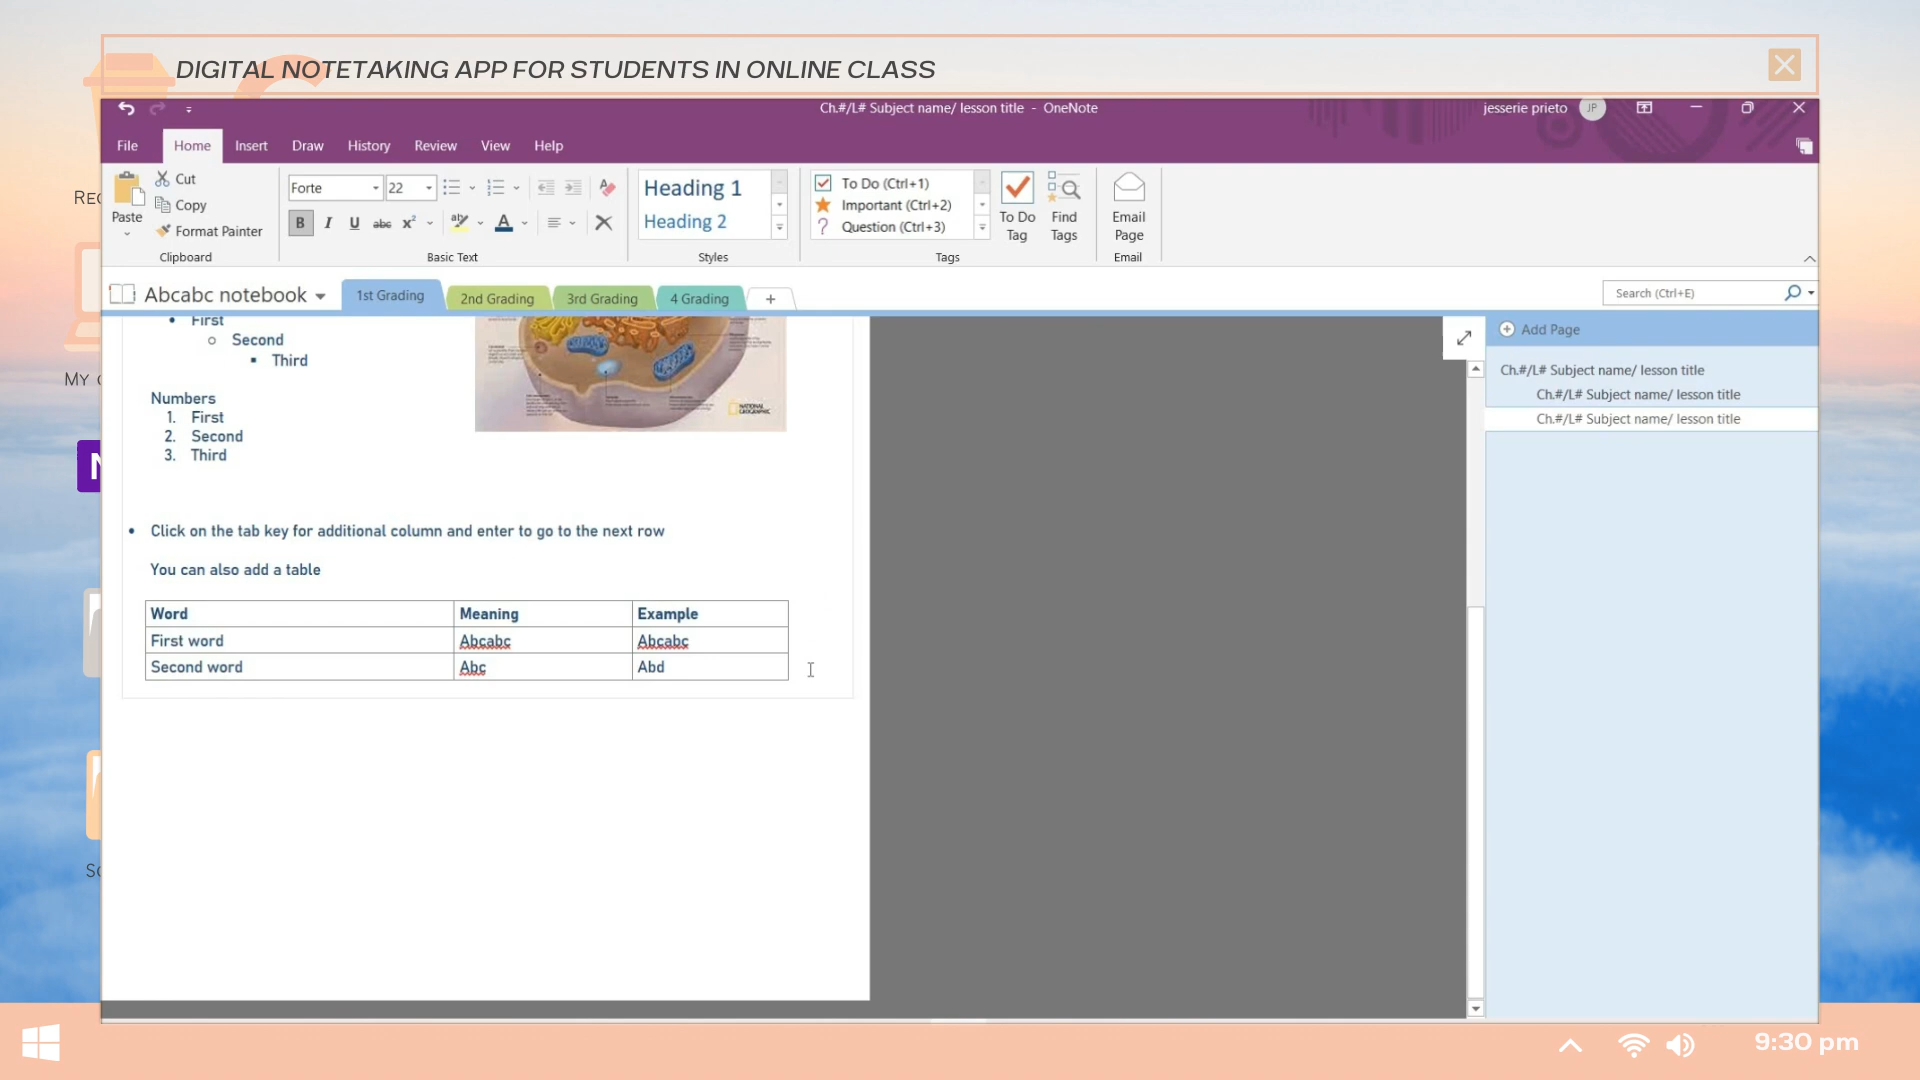 DIGITAL NOTETAKING APP FOR STUDENTS IN ONLINE CLASS
Ch.#/L# Subject name/ lesson title - OneNote
jesserie prieto JP
File Home Insert Draw History Review View Help
Paste
Cut
Copy
Format Painter
Clipboard
Forte 22
Basic Text
Heading 1
Heading 2
Styles
To Do (Ctrl+1)
Important (Ctrl+2)
Question (Ctrl+3)
Tags
To Do Tag
Find Tags
Email Page
Email
Abcabc notebook 1st Grading 2nd Grading 3rd Grading 4 Grading +
Search (Ctrl+E)
Add Page
Ch.#/L# Subject name/ lesson title
Ch.#/L# Subject name/ lesson title
Ch.#/L# Subject name/ lesson title
• First
○ Second
▪ Third
Numbers
1. First
2. Second
3. Third
NATIONAL GEOGRAPHIC
• Click on the tab key for additional column and enter to go to the next row
You can also add a table
Word Meaning Example
First word Abcabc Abcabc
Second word Abc Abd
9:30 pm